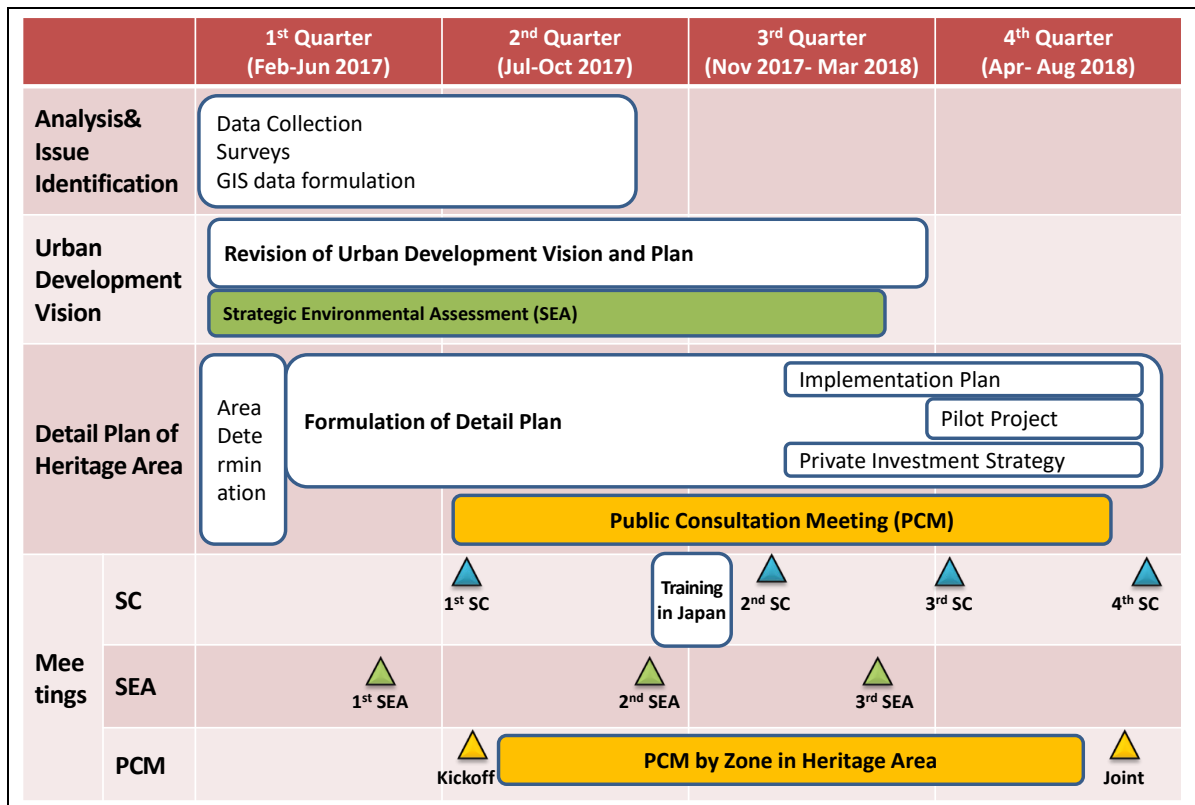 1st Quarter
(Feb-Jun 2017)
2nd Quarter
(Jul-Oct 2017)
3rd Quarter
(Nov 2017- Mar 2018)
4th Quarter
(Apr- Aug 2018)
Analysis&
Issue
Identification
Data Collection
Surveys
GIS data formulation
Urban
Development
Vision
Revision of Urban Development Vision and Plan
Strategic Environmental Assessment (SEA)
Detail Plan of
Heritage Area
Area
Dete
rmin
ation
Formulation of Detail Plan
Implementation Plan
Pilot Project
Private Investment Strategy
Public Consultation Meeting (PCM)
Mee
tings
SC
1st SC
Training
in Japan
2nd SC
3rd SC
4th SC
SEA
1st SEA
2nd SEA
3rd SEA
PCM
Kickoff
PCM by Zone in Heritage Area
Joint